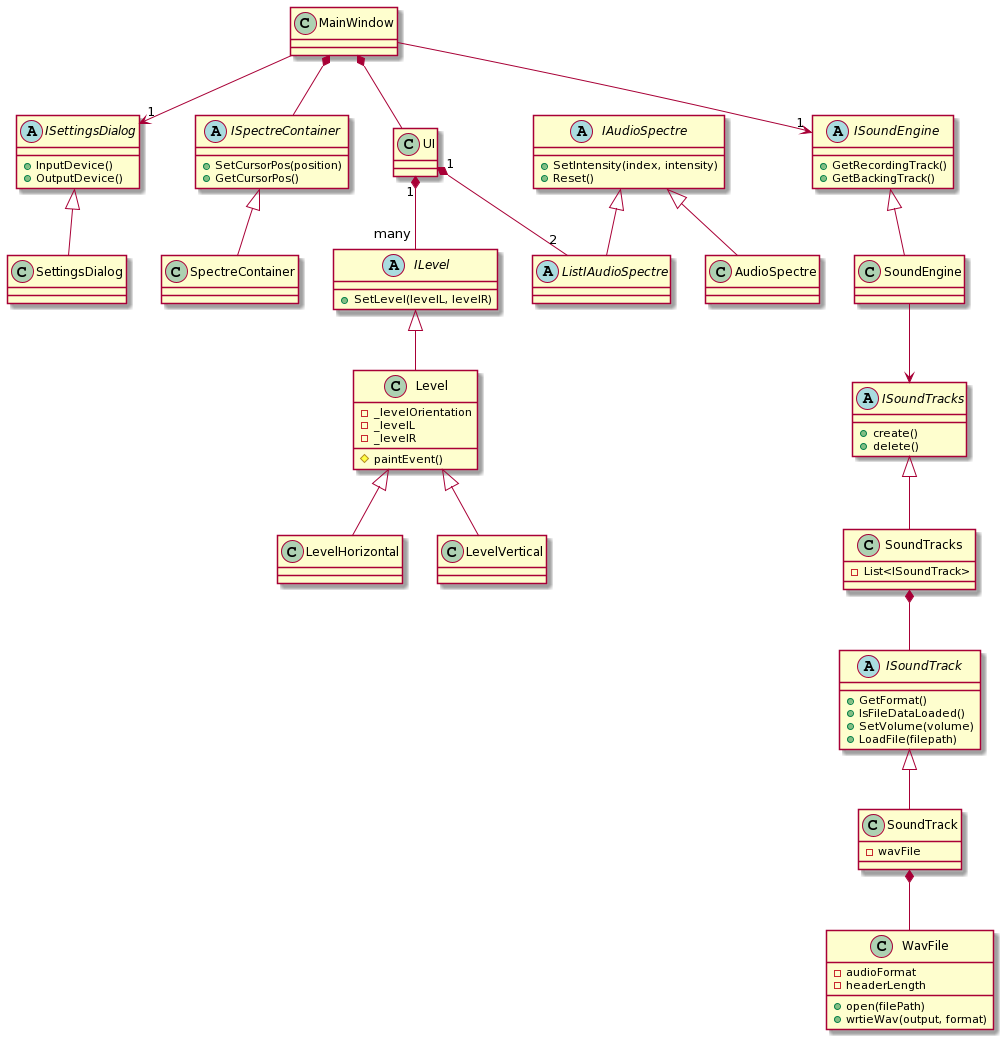 C MainWindow
1
1
A ISettingsDialog
InputDevice()
OutputDevice()
A ISpectreContainer
SetCursorPos(position)
GetCursorPos()
C UI
1
1
A IAudioSpectre
SetIntensity(index, intensity)
Reset()
A ISoundEngine
GetRecordingTrack()
GetBackingTrack()
many
2
C SettingsDialog
C SpectreContainer
A ILevel
SetLevel(levelL, levelR)
A ListIAudioSpectre
C AudioSpectre
C SoundEngine
C Level
_levelOrientation
_levelL
_levelR
paintEvent()
A ISoundTracks
create()
delete()
C LevelHorizontal
C LevelVertical
C SoundTracks
List<ISoundTrack>
A ISoundTrack
GetFormat()
IsFileDataLoaded()
SetVolume(volume)
LoadFile(filepath)
C SoundTrack
wavFile
C WavFile
audioFormat
headerLength
open(filePath)
wrtieWav(output, format)